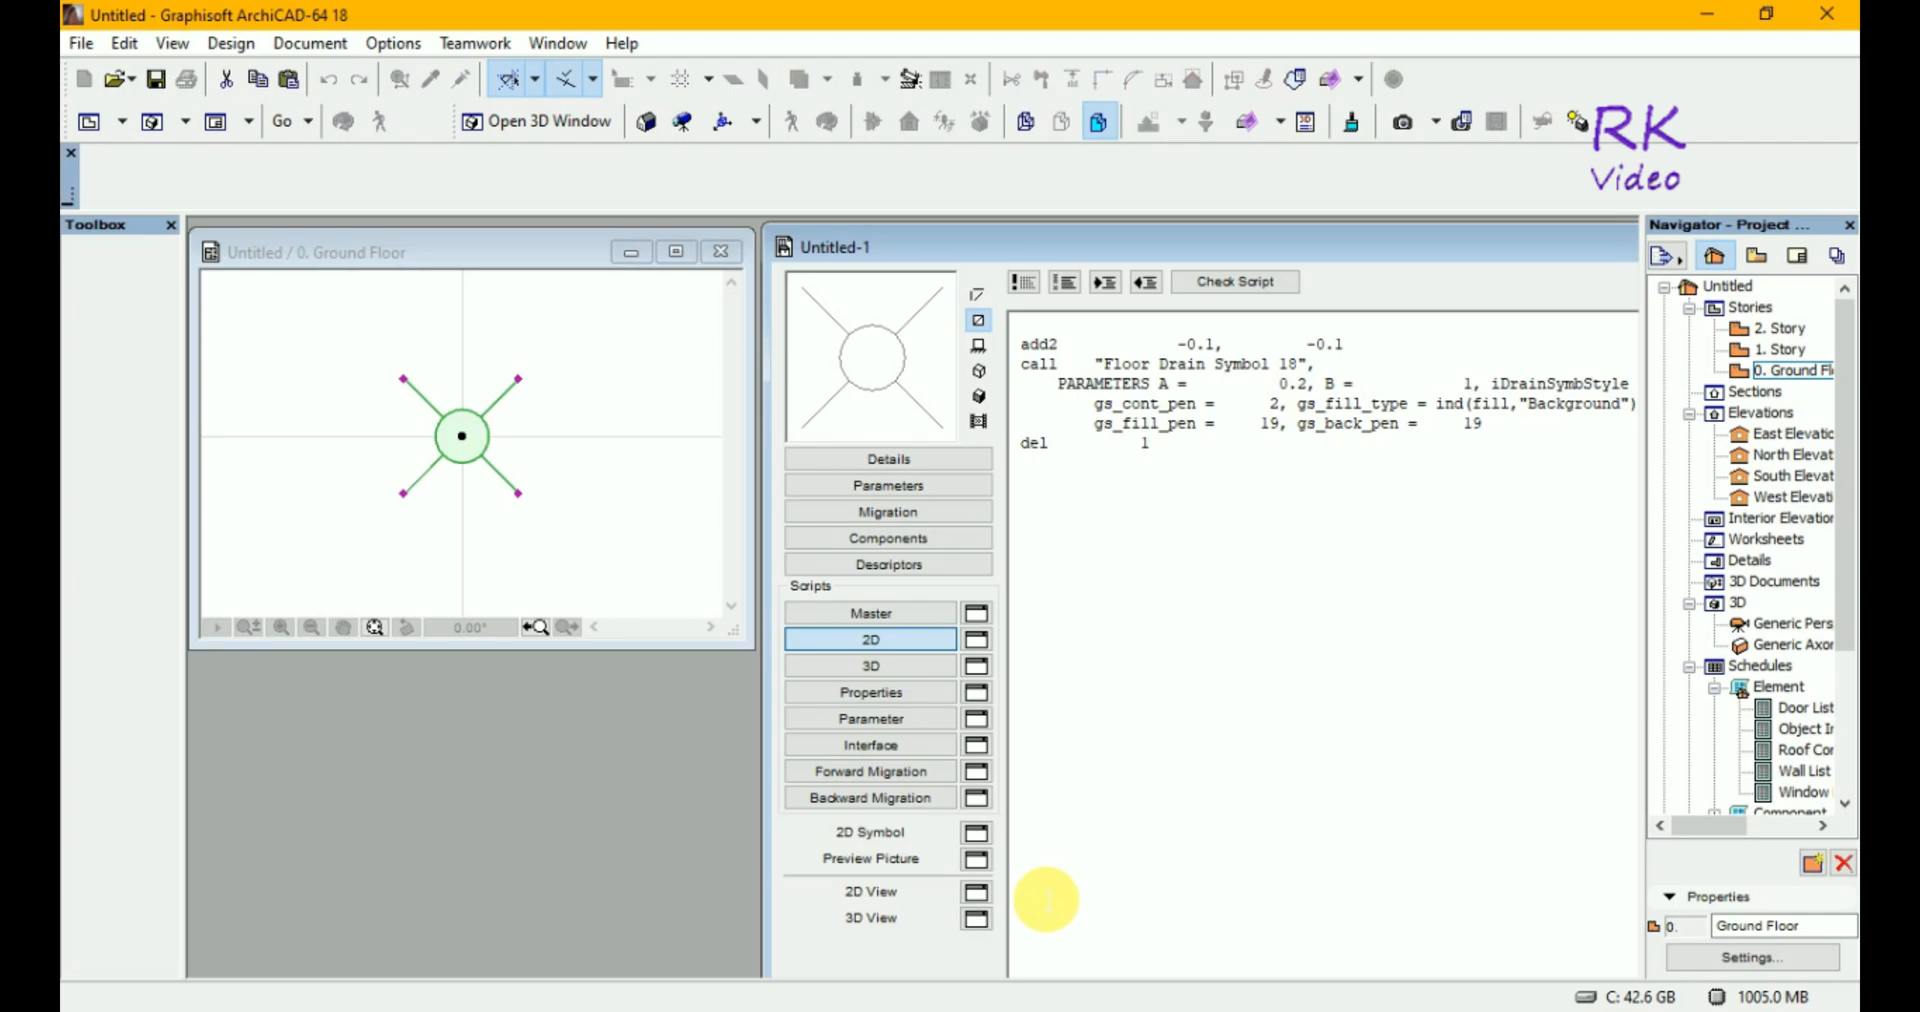 Untitled - Graphisoft ArchiCAD-64 18
File Edit View Design Document Options Teamwork Window Help
Go Open 3D Window
RK
Video
Toolbox
Untitled / 0. Ground Floor
0.00°
Untitled-1
Check Script
add2 -0.1, -0.1
call "Floor Drain Symbol 18",
PARAMETERS A = 0.2, B = 1, iDrainSymbStyle
gs_cont_pen = 2, gs_fill_type = ind(fill,"Background")
gs_fill_pen = 19, gs_back_pen = 19
del 1
Details
Parameters
Migration
Components
Descriptors
Scripts
Master
2D
3D
Properties
Parameter
Interface
Forward Migration
Backward Migration
2D Symbol
Preview Picture
2D View
3D View
Navigator - Project ...
Untitled
Stories
2. Story
1. Story
0. Ground Fl
Sections
Elevations
East Elevatic
North Elevat
South Elevat
West Elevati
Interior Elevation
Worksheets
Details
3D Documents
3D
Generic Pers
Generic Axor
Schedules
Element
Door List
Object Ir
Roof Cor
Wall List
Window
Component
Properties
0. Ground Floor
Settings...
C: 42.6 GB 1005.0 MB